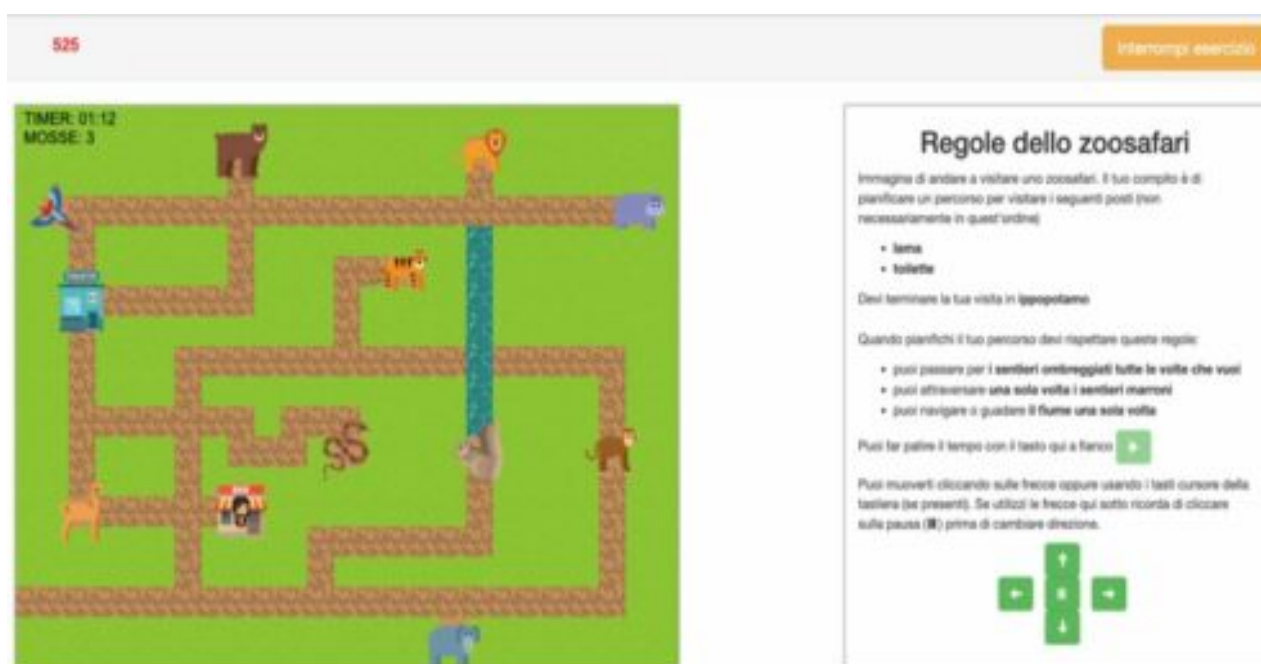 525
Interrompi esercizio
TIMER: 01:12
MOSSE: 3
Regole dello zoosafari
Immagina di andare a visitare uno zoosafari. Il tuo compito è di
pianificare un percorso per visitare i seguenti posti (non
necessariamente in quest'ordine)
• lama
• toilette
Devi terminare la tua visita in ippopotamo
Quando pianifichi il tuo percorso devi rispettare queste regole:
• puoi passare per i sentieri ombreggiati tutte le volte che vuoi
• puoi attraversare una sola volta i sentieri marroni
• puoi navigare o guadare il fiume una sola volta
Puoi far patire il tempo con il tasto qui a fianco
Puoi muoverti cliccando sulle frecce oppure usando i tasti cursore della
tastiera (se presenti). Se utilizzi le frecce qui sotto ricorda di cliccare
sulla pausa (II) prima di cambiare direzione.